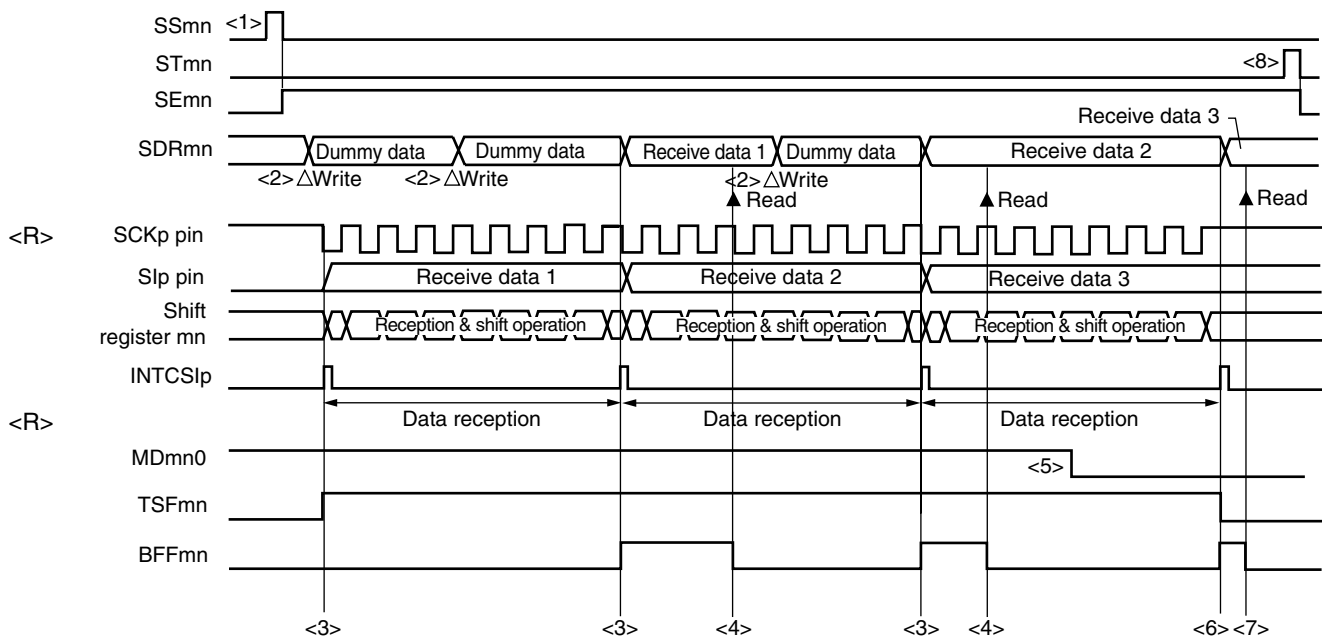 SSmn <1>
STmn <8>
SEmn
Receive data 3
SDRmn Dummy data Dummy data Receive data 1 Dummy data Receive data 2
<2> △Write <2> △Write <2> △Write
▲ Read ▲ Read ▲ Read
<R> SCKp pin
SIp pin Receive data 1 Receive data 2 Receive data 3
Shift
register mn Reception & shift operation Reception & shift operation Reception & shift operation
INTCSIp
<R> Data reception Data reception Data reception
MDmn0 <5>
TSFmn
BFFmn
<3> <3> <4> <3> <4> <6> <7>